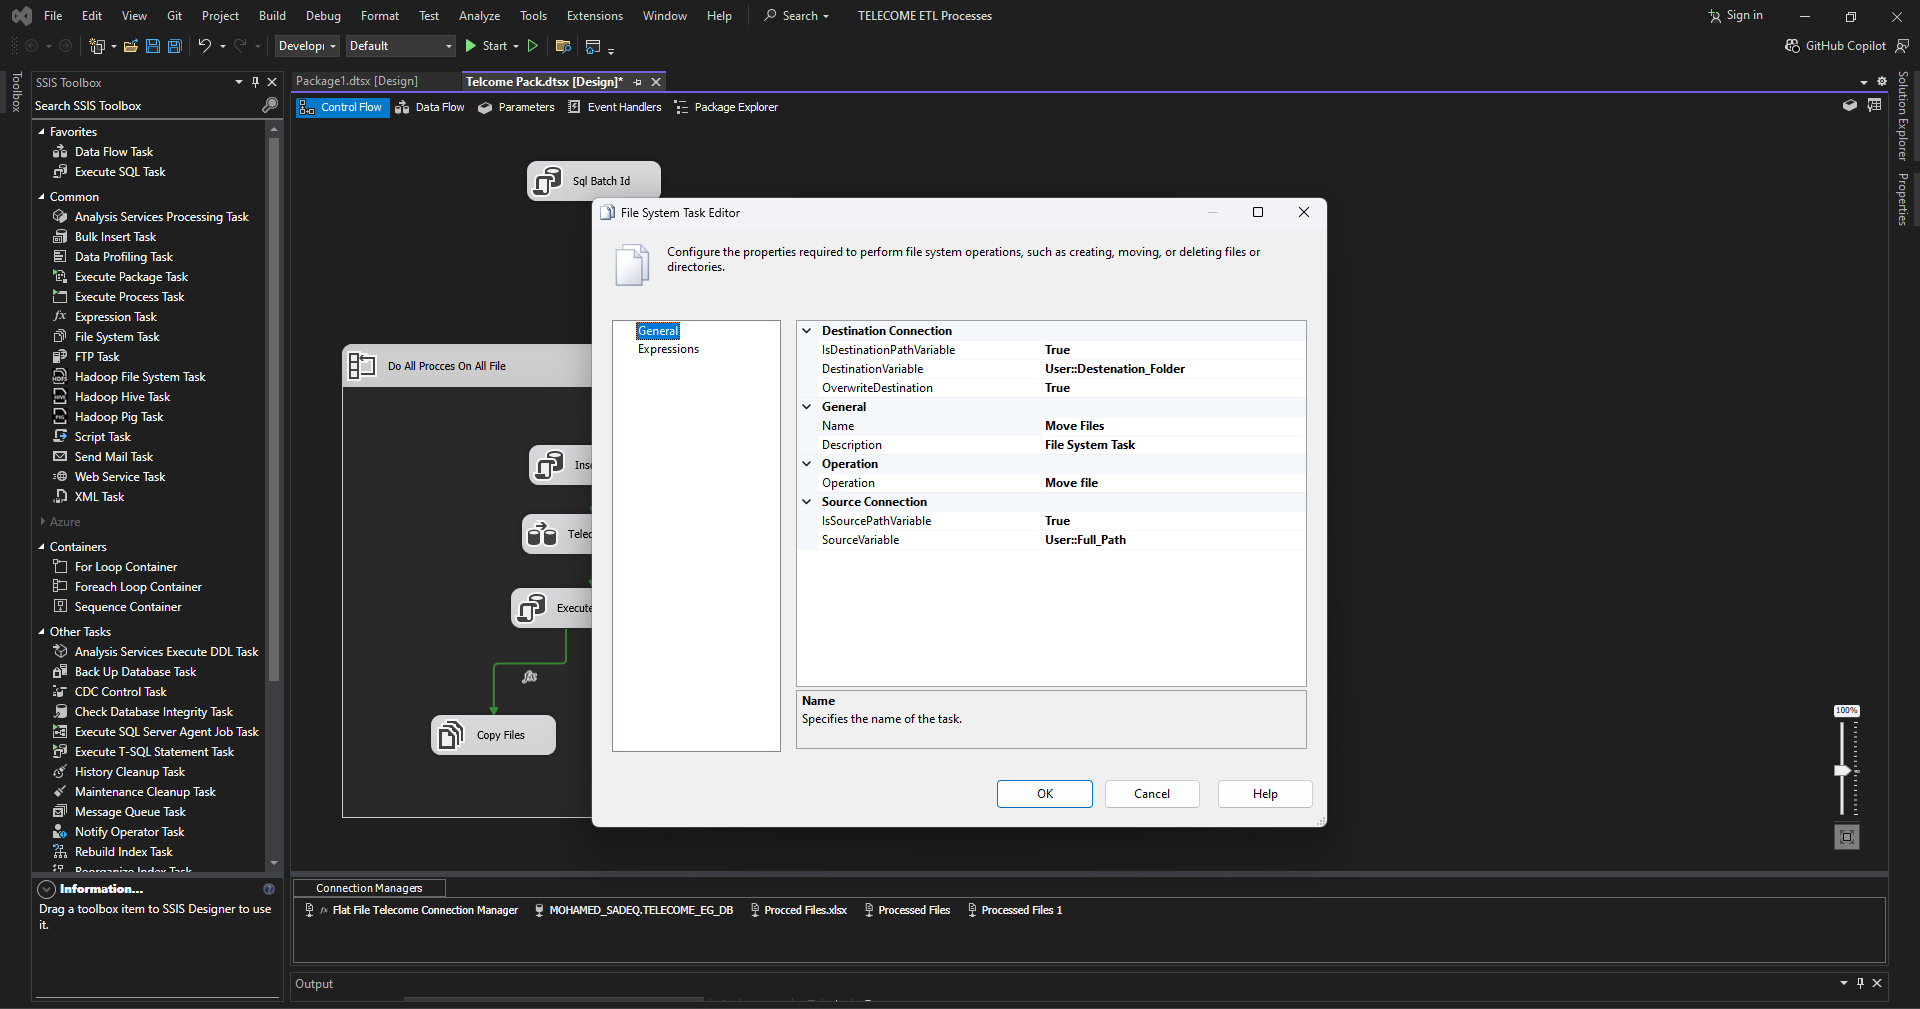 File Edit View Git Project Build Debug Format Test Analyze Tools Extensions Window Help Search TELECOME ETL Processes Sign in
Develop Default Start GitHub Copilot
Toolbox
SSIS Toolbox
Search SSIS Toolbox
Favorites
Data Flow Task
Execute SQL Task
Common
Analysis Services Processing Task
Bulk Insert Task
Data Profiling Task
Execute Package Task
Execute Process Task
Expression Task
File System Task
FTP Task
Hadoop File System Task
Hadoop Hive Task
Hadoop Pig Task
Script Task
Send Mail Task
Web Service Task
XML Task
Azure
Containers
For Loop Container
Foreach Loop Container
Sequence Container
Other Tasks
Analysis Services Execute DDL Task
Back Up Database Task
CDC Control Task
Check Database Integrity Task
Execute SQL Server Agent Job Task
Execute T-SQL Statement Task
History Cleanup Task
Maintenance Cleanup Task
Message Queue Task
Notify Operator Task
Rebuild Index Task
Reorganize Index Task
Information...
Drag a toolbox item to SSIS Designer to use
it.
Package1.dtsx [Design] Telcome Pack.dtsx [Design]*
Control Flow Data Flow Parameters Event Handlers Package Explorer
Sql Batch Id
Do All Procces On All File
Ins
Telec
Execute
fx
Copy Files
File System Task Editor
Configure the properties required to perform file system operations, such as creating, moving, or deleting files or
directories.
General
Expressions
Destination Connection
IsDestinationPathVariable True
DestinationVariable User::Destenation_Folder
OverwriteDestination True
General
Name Move Files
Description File System Task
Operation
Operation Move file
Source Connection
IsSourcePathVariable True
SourceVariable User::Full_Path
Name
Specifies the name of the task.
OK Cancel Help
100%
Connection Managers
fx Flat File Telecome Connection Manager MOHAMED_SADEQ.TELECOME_EG_DB Procced Files.xlsx Processed Files Processed Files 1
Output
Solution Explorer
Properties